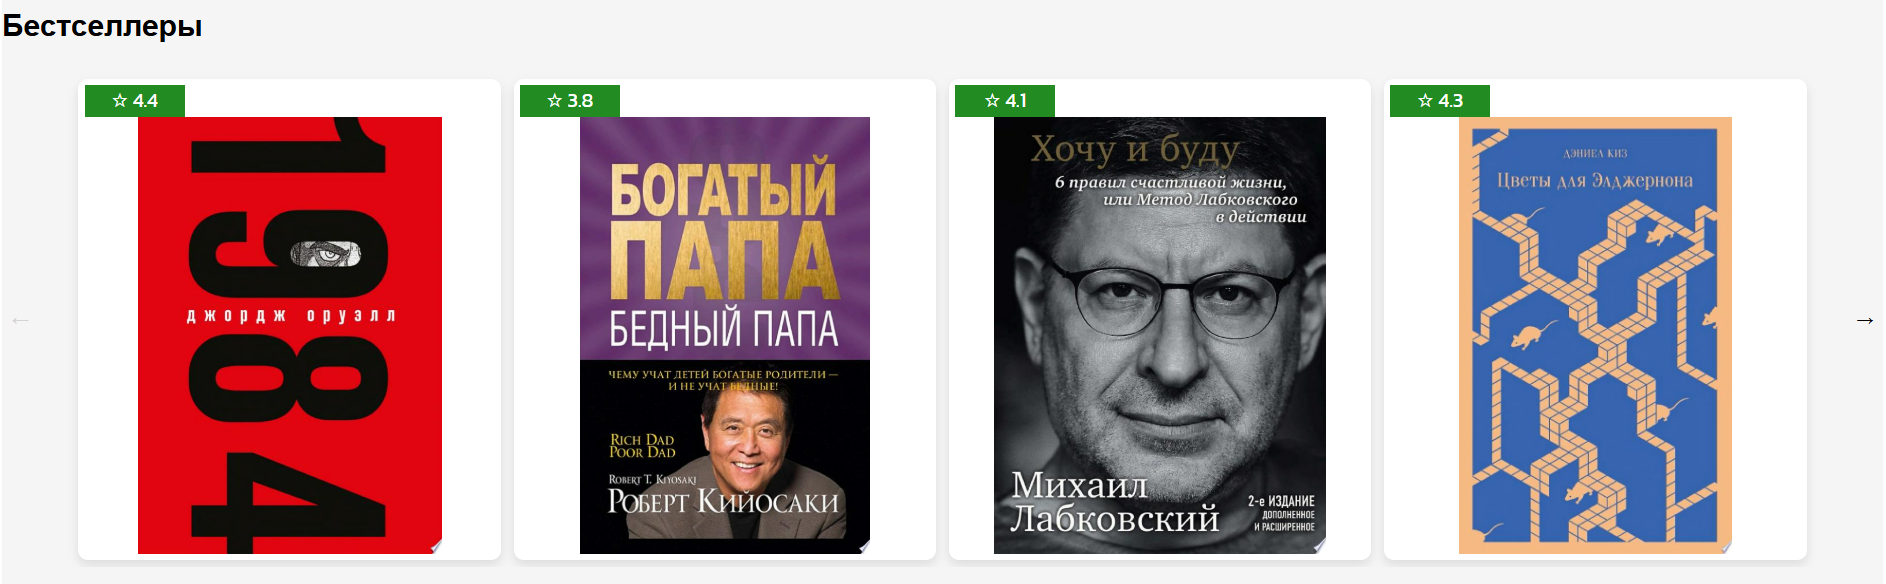 Бестселлеры
☆ 4.4
1984
джордж оруэлл
☆ 3.8
БОГАТЫЙ
ПАПА
БЕДНЫЙ ПАПА
ЧЕМУ УЧАТ ДЕТЕЙ БОГАТЫЕ РОДИТЕЛИ —
И НЕ УЧАТ БЕДНЫЕ!
RICH DAD
POOR DAD
ROBERT T. KIYOSAKI
РОБЕРТ КИЙОСАКИ
☆ 4.1
Хочу и буду
6 правил счастливой жизни,
или Метод Лабковского
в действии
Михаил
Лабковский
2-е ИЗДАНИЕ
ДОПОЛНЕННОЕ
И РАСШИРЕННОЕ
☆ 4.3
ДЭНИЕЛ КИЗ
Цветы для Элджернона
← →